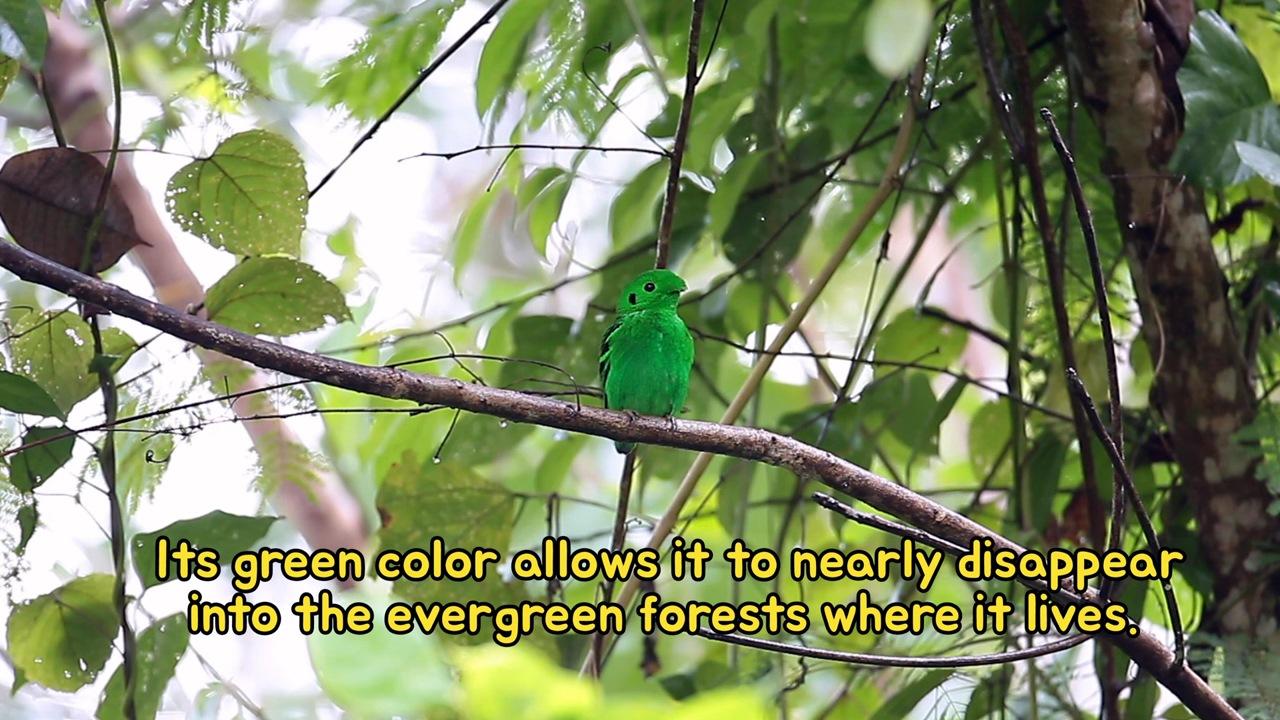 Its green color allows it to nearly disappear
into the evergreen forests where it lives.